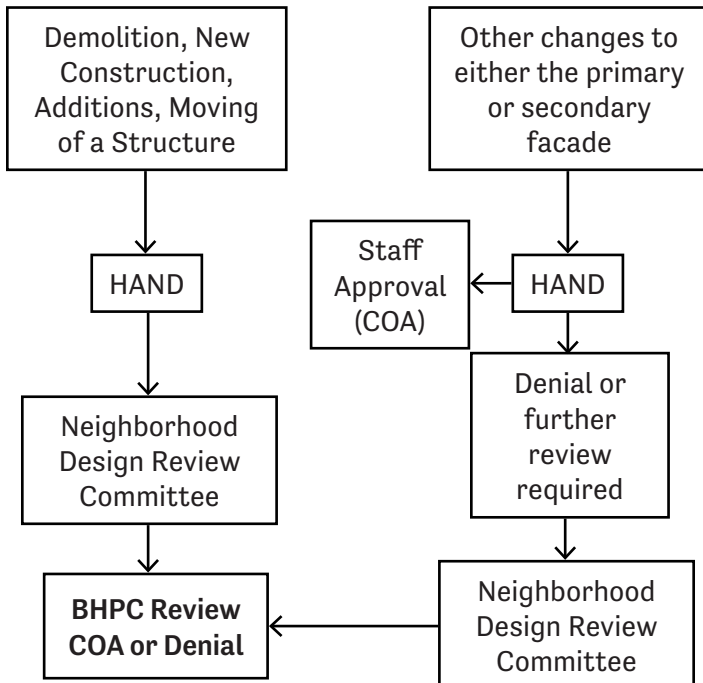 Demolition, New
Construction,
Additions, Moving
of a Structure
Other changes to
either the primary
or secondary
facade
HAND
Staff
Approval
(COA)
HAND
Neighborhood
Design Review
Committee
Denial or
further
review
required
BHPC Review
COA or Denial
Neighborhood
Design Review
Committee